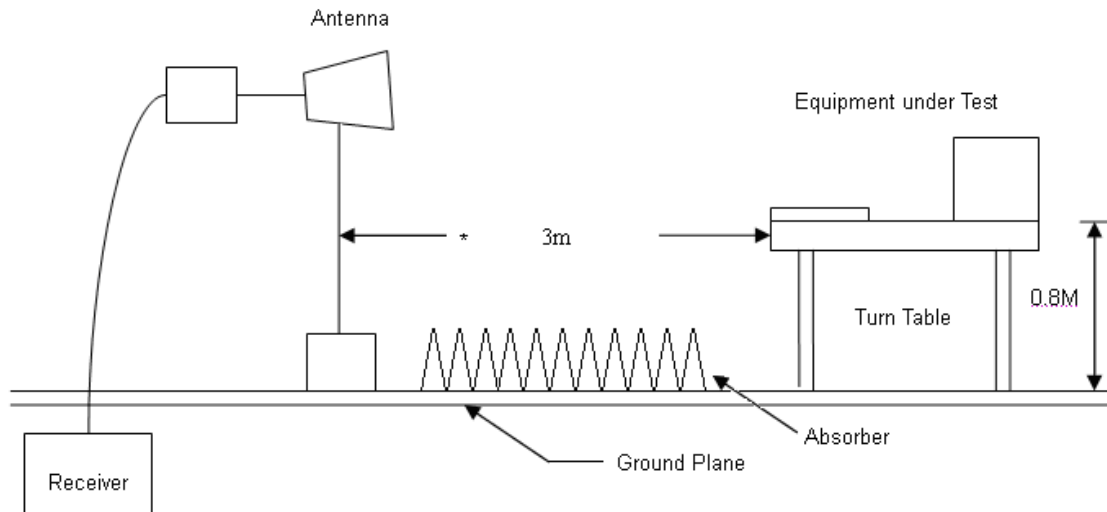 Antenna
Equipment under Test
* 3m
0.8M
Turn Table
Absorber
Ground Plane
Receiver